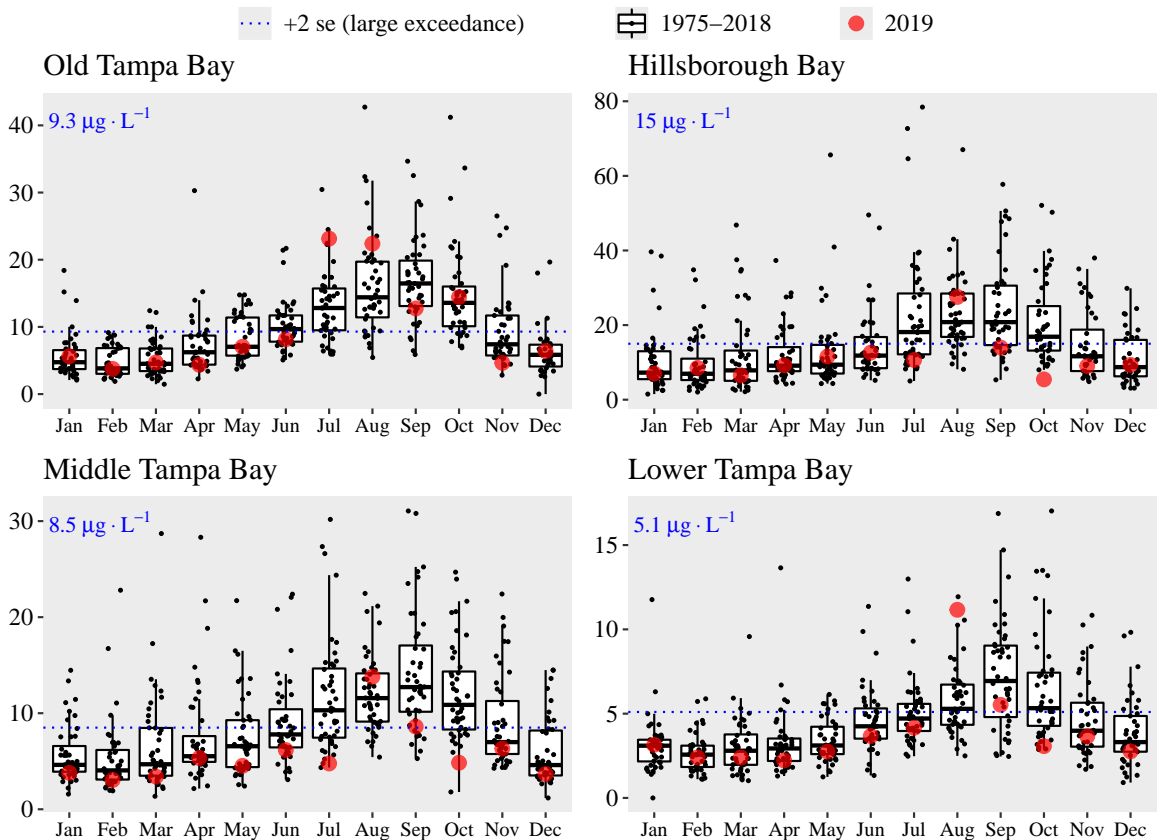 +2 se (large exceedance) 1975–2018 2019
Old Tampa Bay
9.3 μg · L⁻¹
40
30
20
10
0
Jan Feb Mar Apr May Jun Jul Aug Sep Oct Nov Dec
Hillsborough Bay
15 μg · L⁻¹
80
60
40
20
0
Jan Feb Mar Apr May Jun Jul Aug Sep Oct Nov Dec
Middle Tampa Bay
8.5 μg · L⁻¹
30
20
10
0
Jan Feb Mar Apr May Jun Jul Aug Sep Oct Nov Dec
Lower Tampa Bay
5.1 μg · L⁻¹
15
10
5
0
Jan Feb Mar Apr May Jun Jul Aug Sep Oct Nov Dec